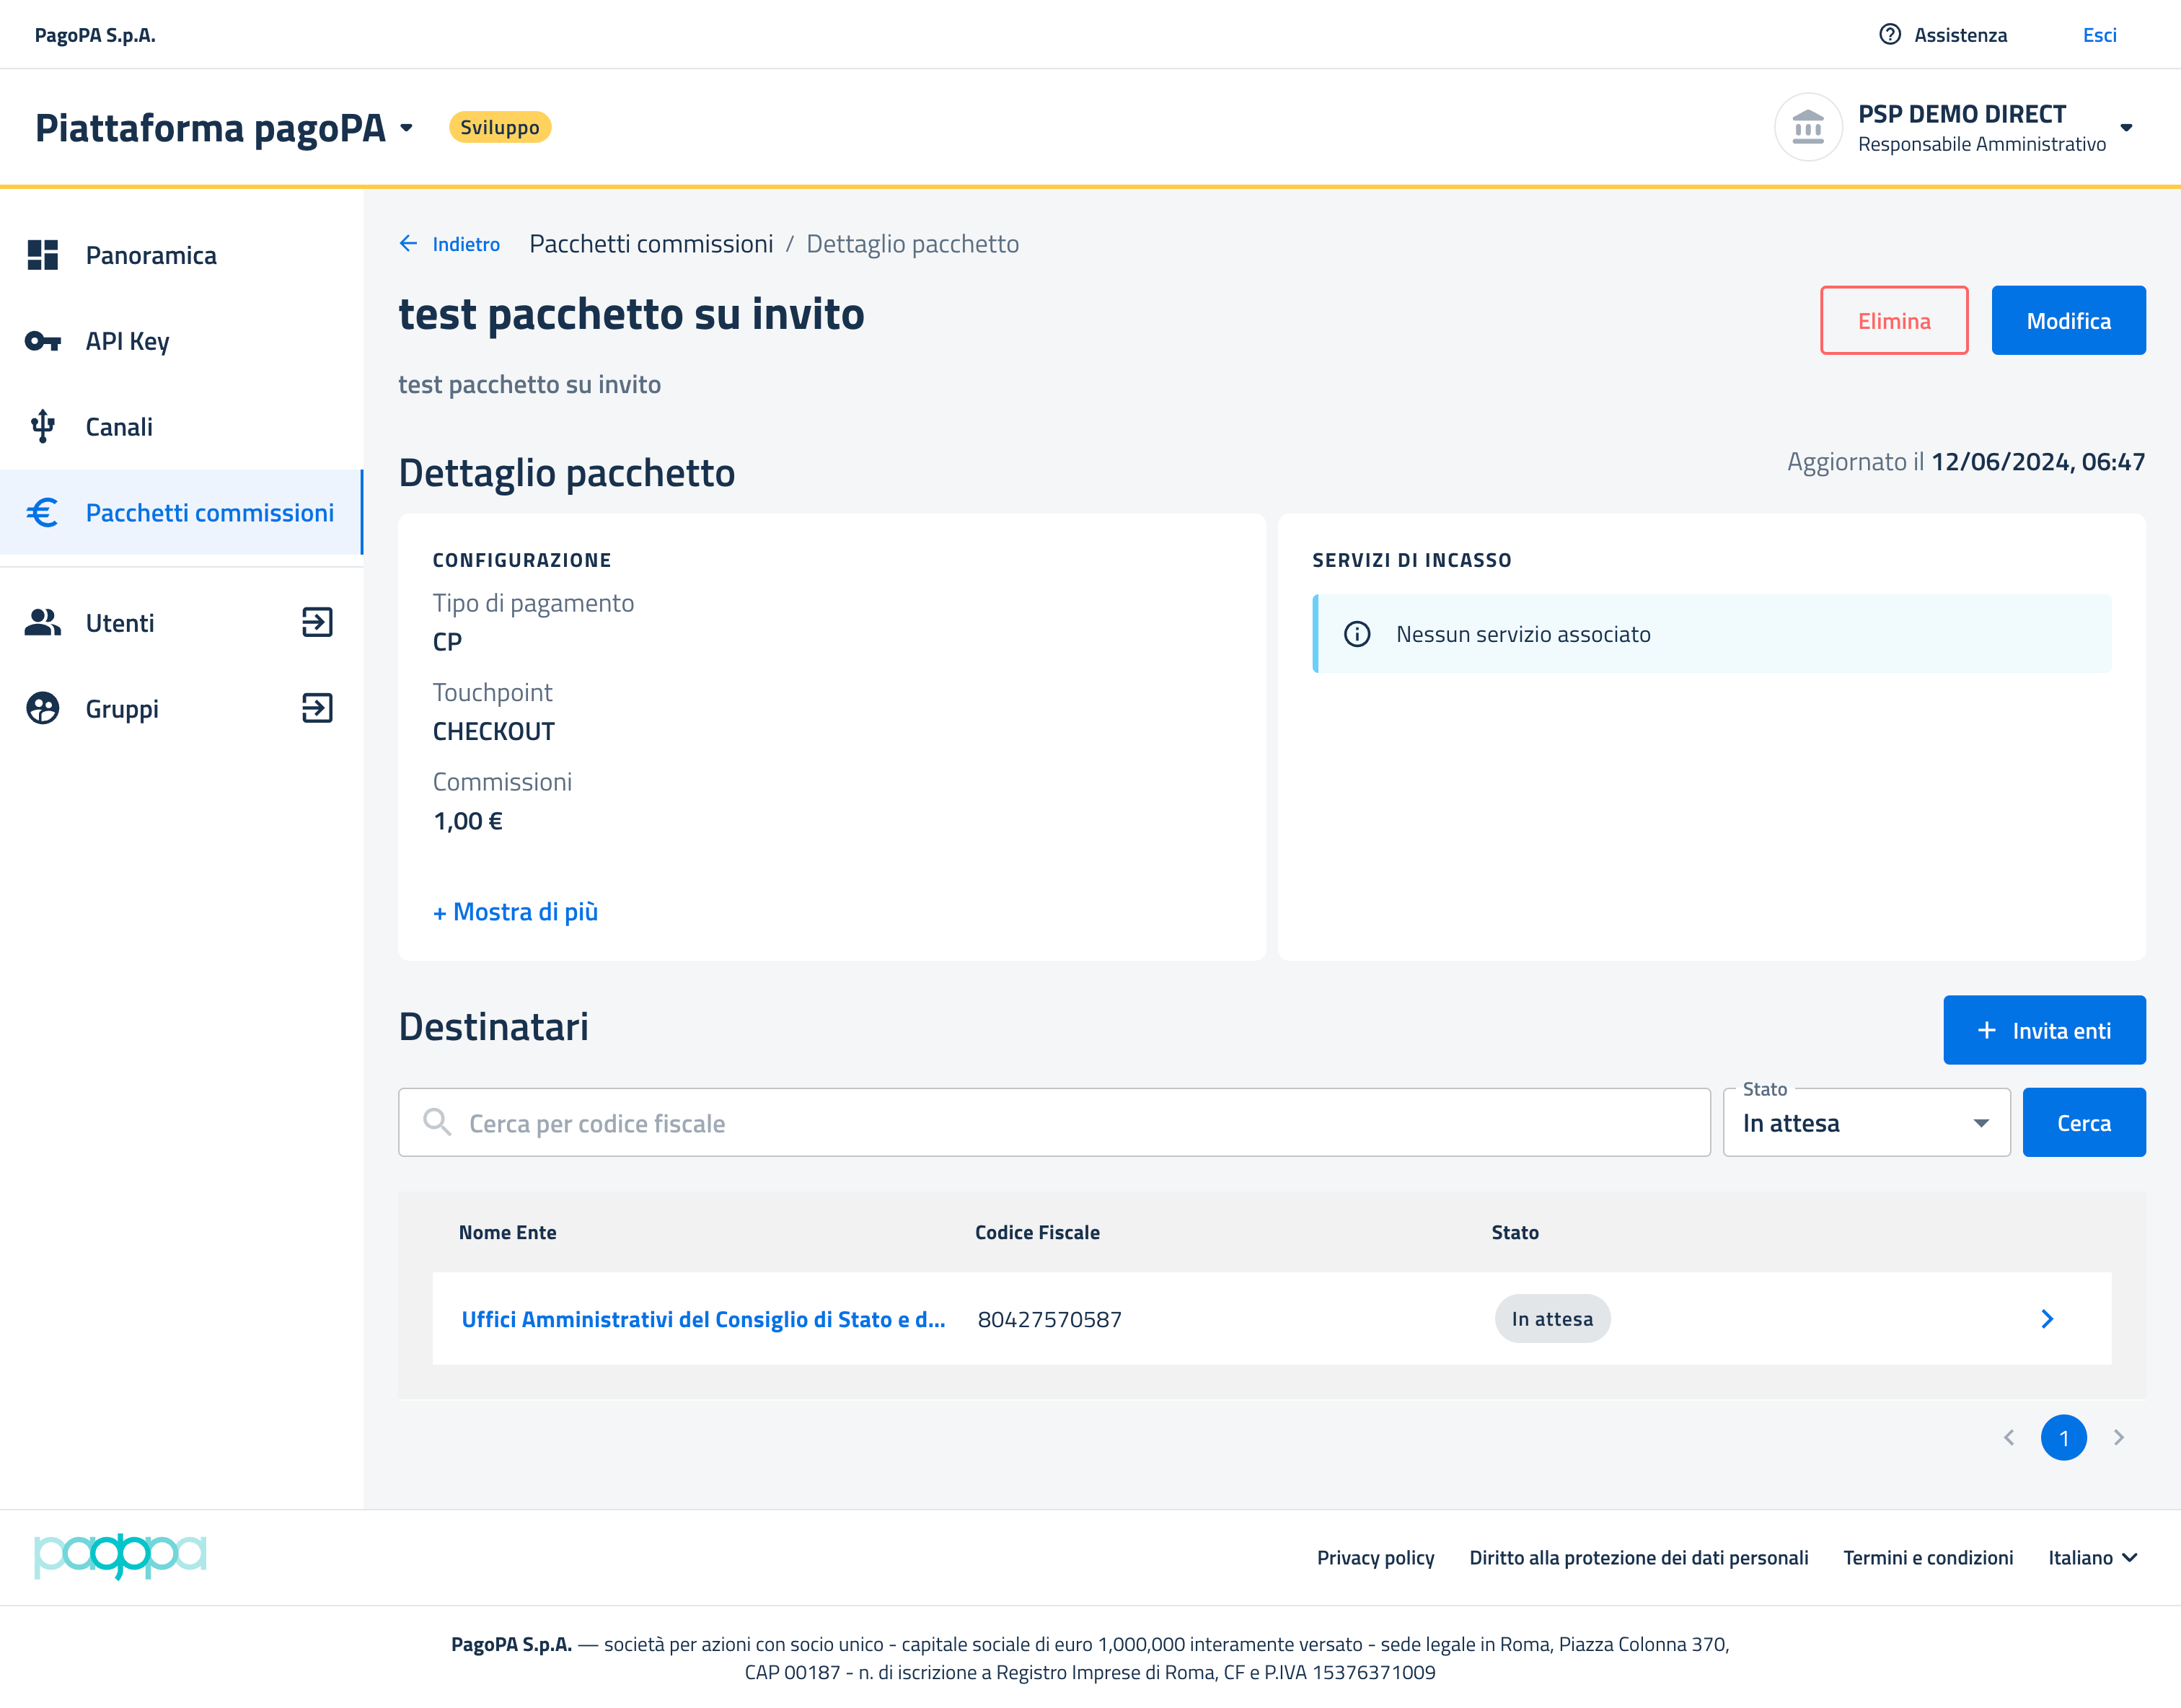 PagoPA S.p.A.
Assistenza
Esci
Piattaforma pagoPA
Sviluppo
PSP DEMO DIRECT
Responsabile Amministrativo
Panoramica
API Key
Canali
Pacchetti commissioni
Utenti
Gruppi
Indietro
Pacchetti commissioni / Dettaglio pacchetto
test pacchetto su invito
Elimina
Modifica
test pacchetto su invito
Dettaglio pacchetto
Aggiornato il 12/06/2024, 06:47
CONFIGURAZIONE
Tipo di pagamento
CP
Touchpoint
CHECKOUT
Commissioni
1,00 €
+ Mostra di più
SERVIZI DI INCASSO
Nessun servizio associato
Destinatari
+ Invita enti
Cerca per codice fiscale
Stato
In attesa
Cerca
Nome Ente
Codice Fiscale
Stato
Uffici Amministrativi del Consiglio di Stato e d...
80427570587
In attesa
1
pagopa
Privacy policy
Diritto alla protezione dei dati personali
Termini e condizioni
Italiano
PagoPA S.p.A. — società per azioni con socio unico - capitale sociale di euro 1,000,000 interamente versato - sede legale in Roma, Piazza Colonna 370,
CAP 00187 - n. di iscrizione a Registro Imprese di Roma, CF e P.IVA 15376371009